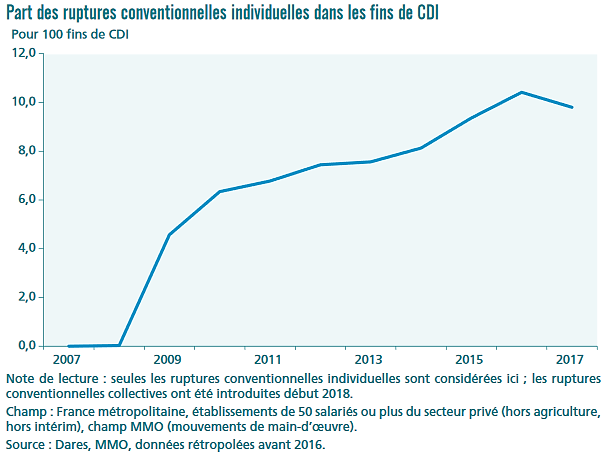 Part des ruptures conventionnelles individuelles dans les fins de CDI
Pour 100 fins de CDI
12,0
10,0
8,0
6,0
4,0
2,0
0,0
2007 2009 2011 2013 2015 2017
Note de lecture : seules les ruptures conventionnelles individuelles sont considérées ici ; les ruptures
conventionnelles collectives ont été introduites début 2018.
Champ : France métropolitaine, établissements de 50 salariés ou plus du secteur privé (hors agriculture,
hors intérim), champ MMO (mouvements de main-d'œuvre).
Source : Dares, MMO, données rétropolées avant 2016.